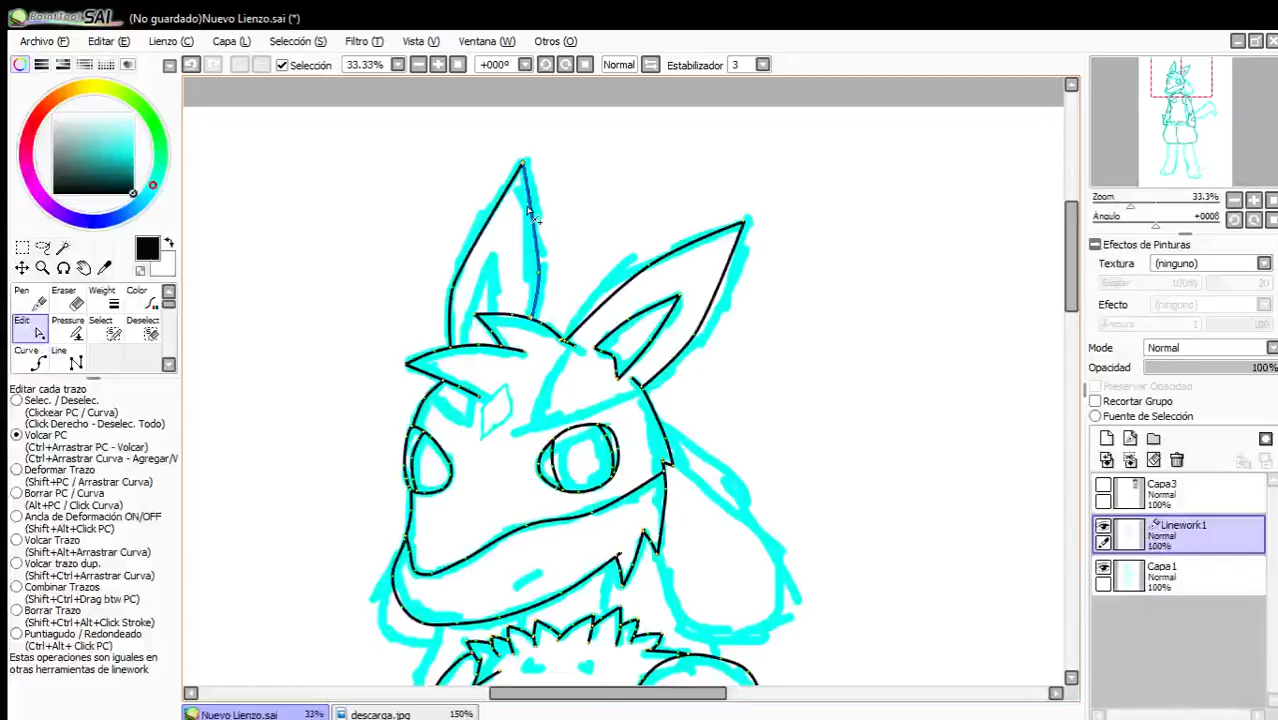 PaintTool SAI (No guardado)Nuevo Lienzo.sai (*)
Archivo (F) Editar (E) Lienzo (C) Capa (L) Selección (S) Filtro (T) Vista (V) Ventana (W) Otros (O)
Selección 33.33% +000º Normal Estabilizador 3
Zoom 33.3%
Ángulo +000ß
Efectos de Pinturas
Textura (ninguno)
Escalar 100% 20
Efecto (ninguno)
100
Mode Normal
Opacidad 100%
Preservar Opacidad
Recortar Grupo
Fuente de Selección
Capa3
Normal
100%
Linework1
Normal
100%
Capa1
Normal
100%
Pen Eraser Weight Color
Edit Pressure Select Deselect
Curve Line
Editar cada trazo
Selec. / Deselec.
(Clickear PC / Curva)
(Click Derecho - Deselec. Todo)
Volcar PC
(Ctrl+Arrastrar PC - Volcar)
(Ctrl+Arrastrar Curva - Agregar/V
Deformar Trazo
(Shift+PC / Arrastrar Curva)
Borrar PC / Curva
(Alt+PC / Click Curva)
Anda de Deformación ON/OFF
(Shift+Alt+Click PC)
Volcar Trazo
(Shift+Alt+Arrastrar Curva)
Volcar trazo dup.
(Shift+Ctrl+Arrastrar Curva)
Combinar Trazos
(Shift+Ctrl+Drag btw PC)
Borrar Trazo
(Shift+Ctrl+Alt+Click Stroke)
Puntiagudo / Redondeado
(Ctrl+Alt+ Click PC)
Estas operaciones son iguales en
otras herramientas de linework
Nuevo Lienzo.sai 33% descarga.jpg 150%